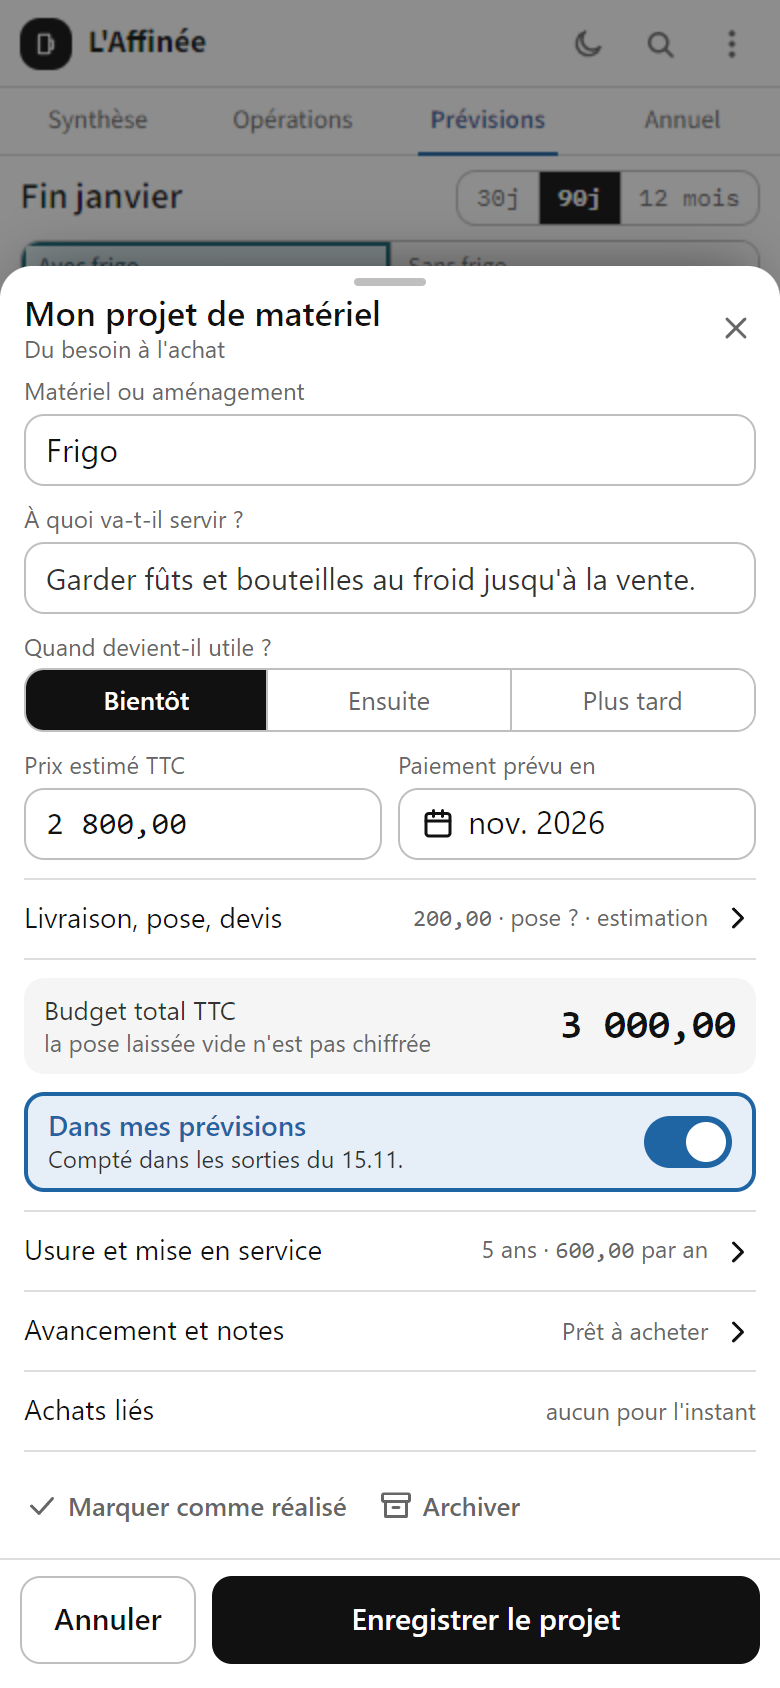 L'Affinée
Synthèse Opérations Prévisions Annuel
Fin janvier 30j 90j 12 mois
Avec frigo Sans frigo
Mon projet de matériel
Du besoin à l'achat
Matériel ou aménagement
Frigo
À quoi va-t-il servir ?
Garder fûts et bouteilles au froid jusqu'à la vente.
Quand devient-il utile ?
Bientôt Ensuite Plus tard
Prix estimé TTC Paiement prévu en
2 800,00 nov. 2026
Livraison, pose, devis 200,00 · pose ? · estimation
Budget total TTC 3 000,00
la pose laissée vide n'est pas chiffrée
Dans mes prévisions
Compté dans les sorties du 15.11.
Usure et mise en service 5 ans · 600,00 par an
Avancement et notes Prêt à acheter
Achats liés aucun pour l'instant
Marquer comme réalisé Archiver
Annuler Enregistrer le projet